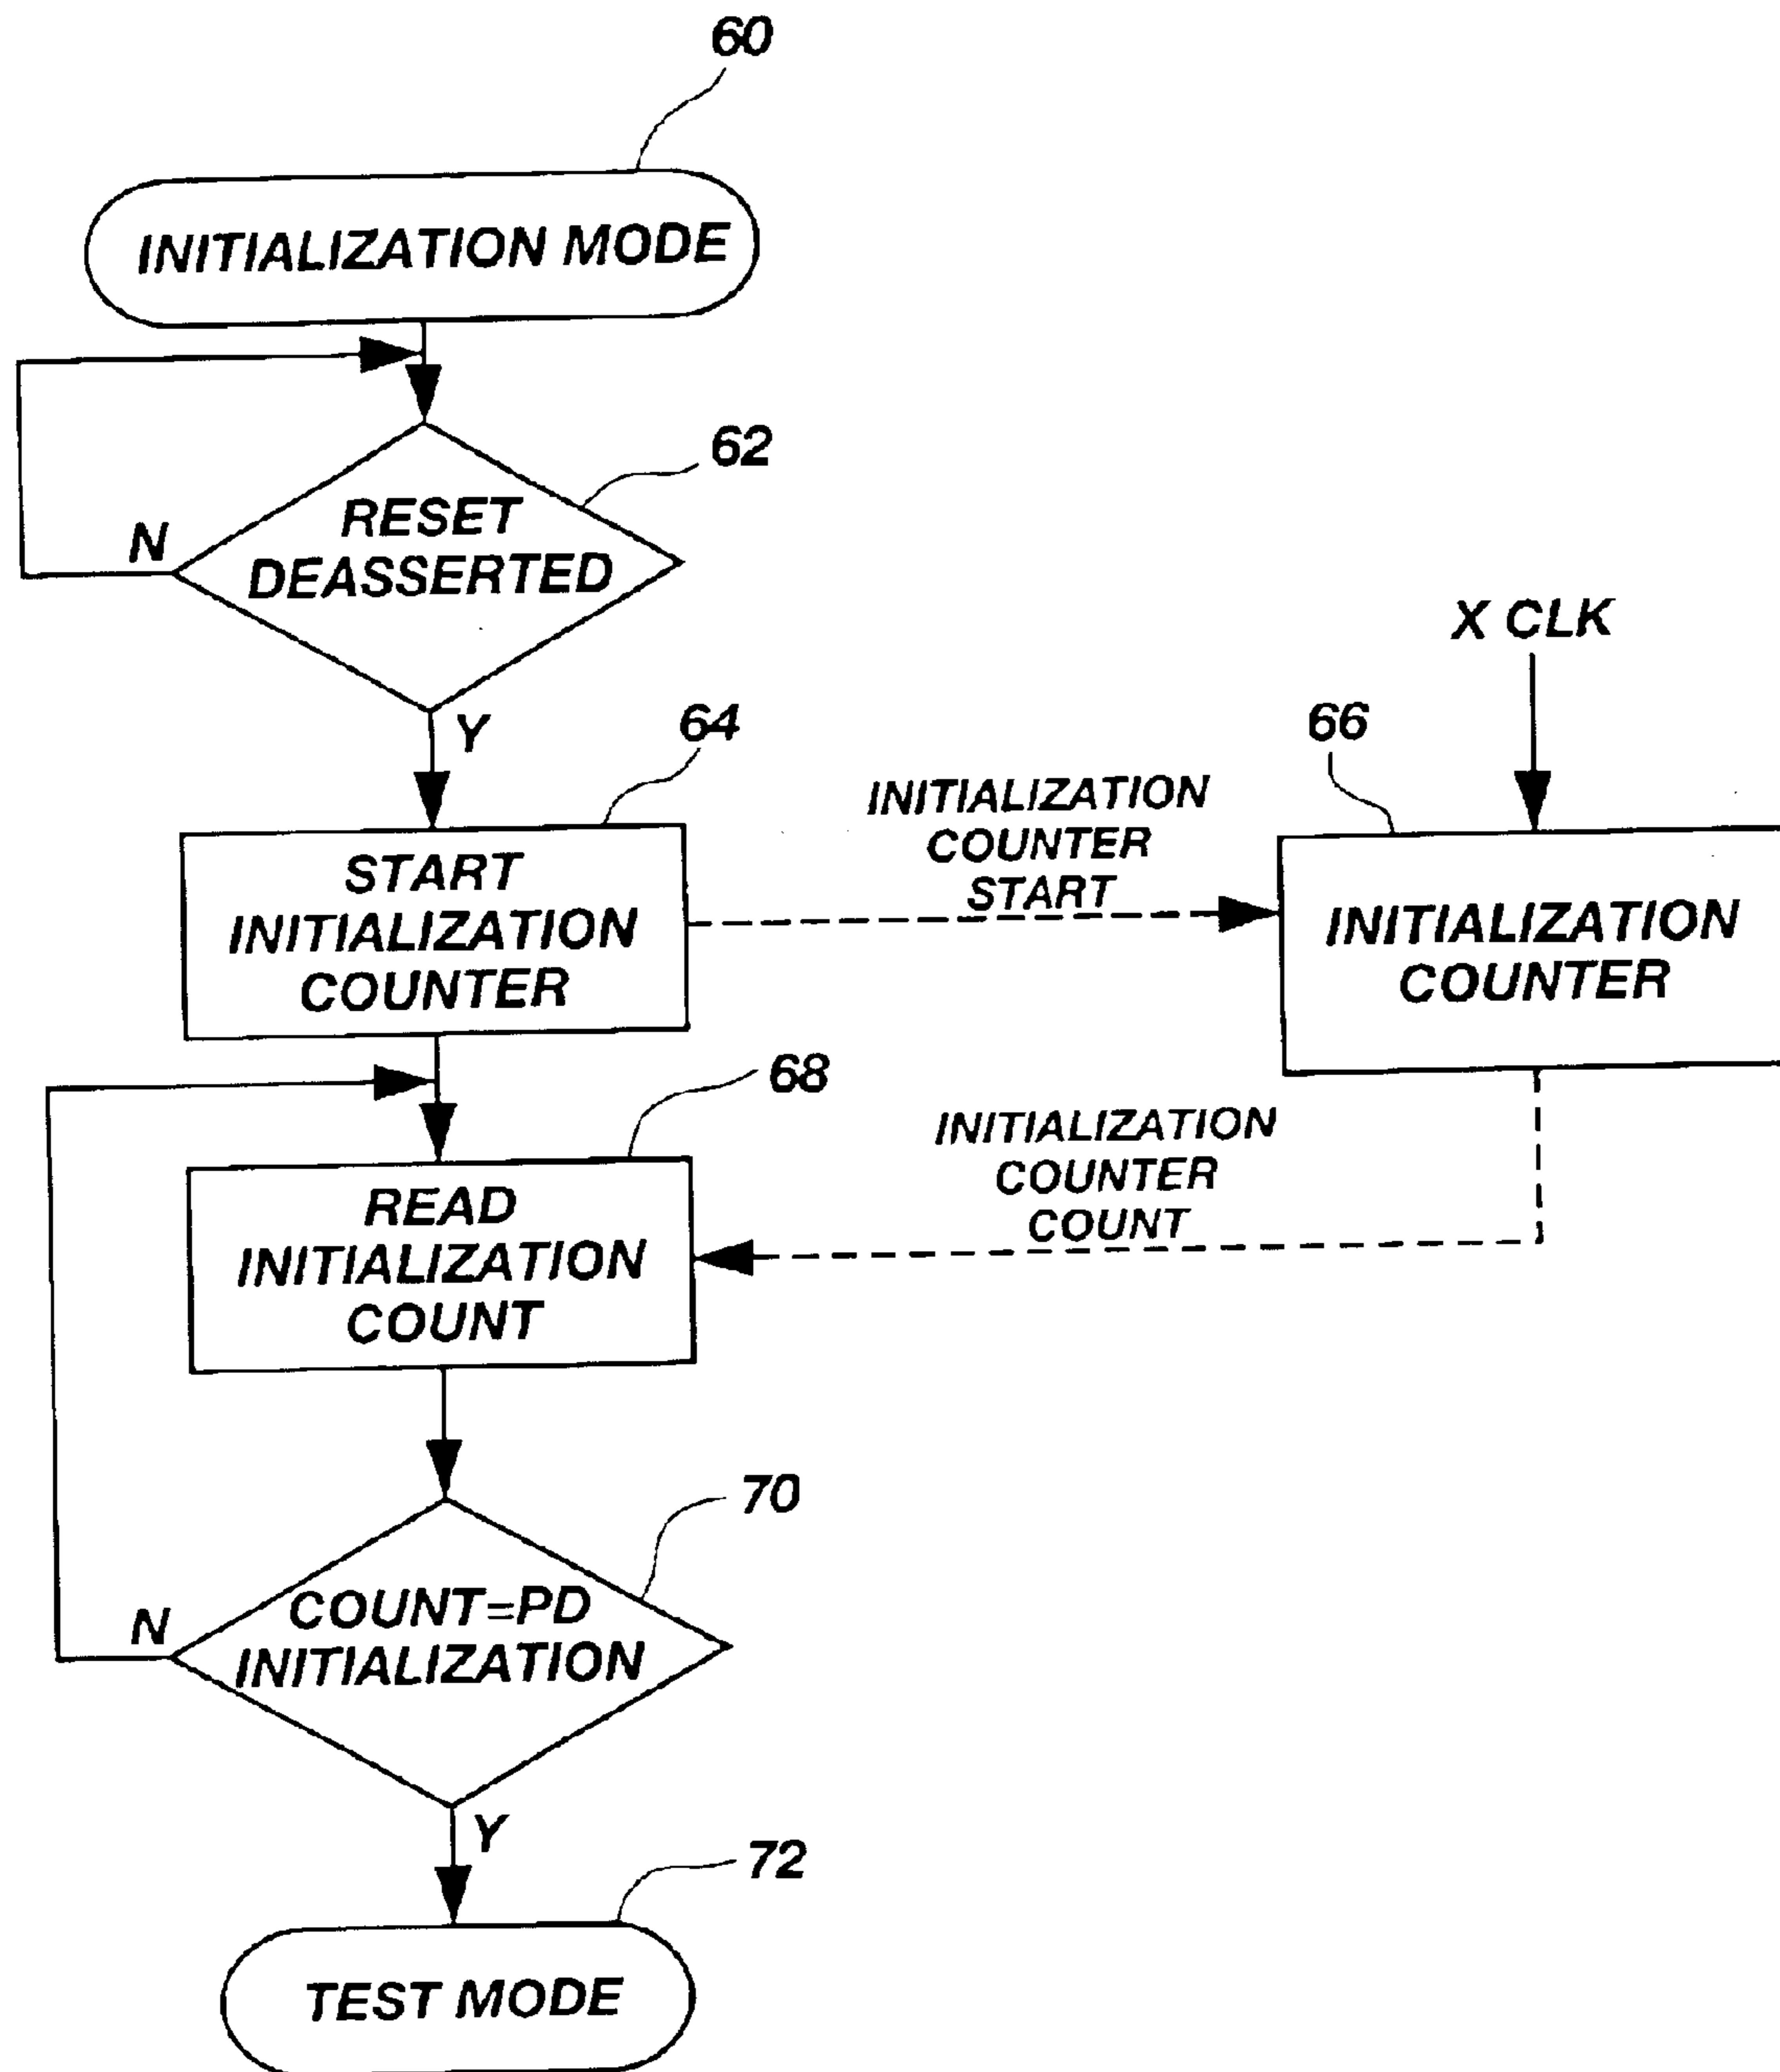 60
INITIALIZATION MODE
62
RESET
DEASSERTED
N
Y
X CLK
64
66
START
INITIALIZATION
COUNTER
INITIALIZATION
COUNTER
START
INITIALIZATION
COUNTER
68
READ
INITIALIZATION
COUNT
INITIALIZATION
COUNTER
COUNT
70
COUNT=PD
INITIALIZATION
N
Y
72
TEST MODE